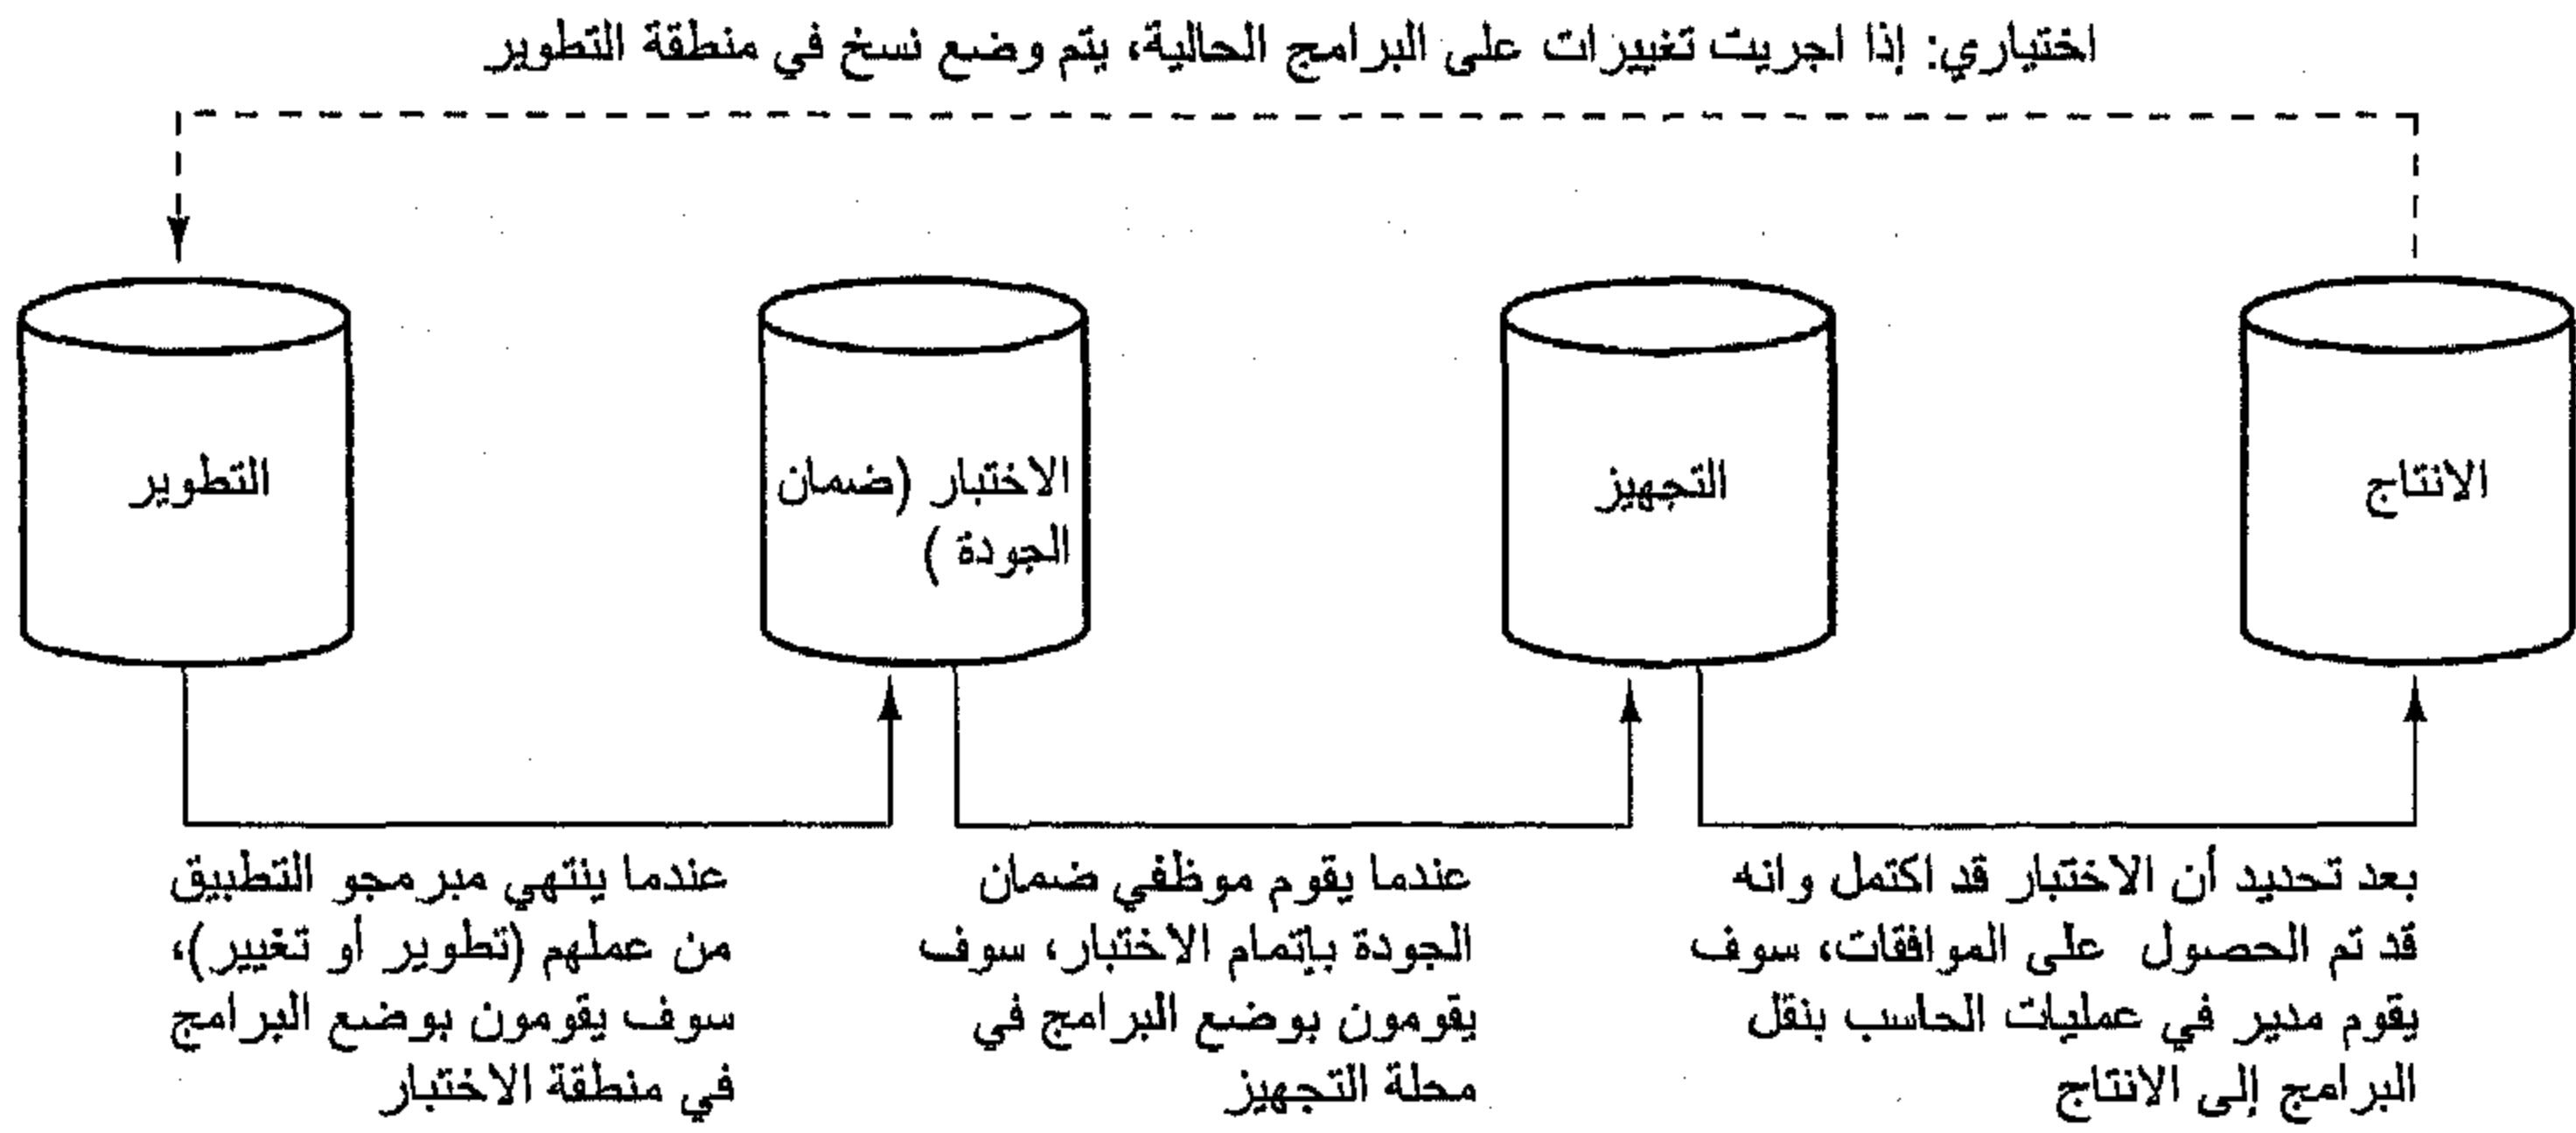 اختياري: إذا اجريت تغييرات على البرامج الحالية، يتم وضع نسخ في منطقة التطوير
التطوير
الاختبار (ضمان
الجودة )
التجهيز
الانتاج
عندما ينتهي مبرمجو التطبيق
من عملهم (تطوير أو تغيير)،
سوف يقومون بوضع البرامج
في منطقة الاختبار
عندما يقوم موظفي ضمان
الجودة بإتمام الاختبار، سوف
يقومون بوضع البرامج في
محلة التجهيز
بعد تحديد أن الاختبار قد اكتمل وانه
قد تم الحصول على الموافقات، سوف
يقوم مدير في عمليات الحاسب بنقل
البرامج إلى الانتاج